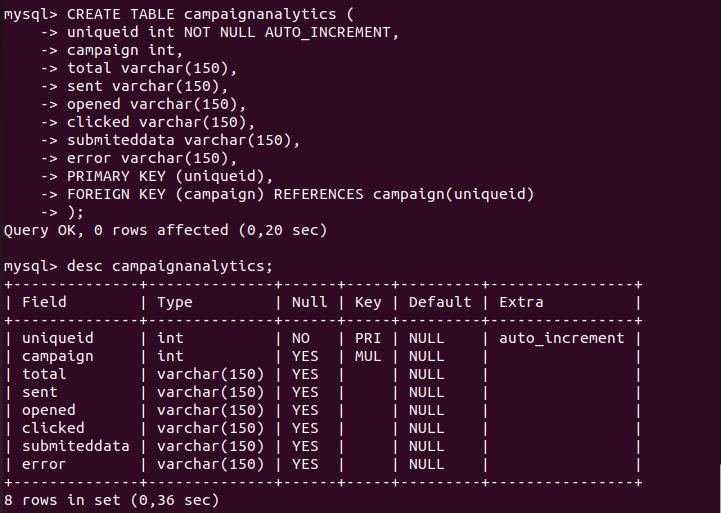 mysql> CREATE TABLE campaignanalytics (
    -> uniqueid int NOT NULL AUTO_INCREMENT,
    -> campaign int,
    -> total varchar(150),
    -> sent varchar(150),
    -> opened varchar(150),
    -> clicked varchar(150),
    -> submiteddata varchar(150),
    -> error varchar(150),
    -> PRIMARY KEY (uniqueid),
    -> FOREIGN KEY (campaign) REFERENCES campaign(uniqueid)
    -> );
Query OK, 0 rows affected (0,20 sec)
mysql> desc campaignanalytics;
+--------------+--------------+------+-----+---------+----------------+
| Field        | Type         | Null | Key | Default | Extra          |
+--------------+--------------+------+-----+---------+----------------+
| uniqueid     | int          | NO   | PRI | NULL    | auto_increment |
| campaign     | int          | YES  | MUL | NULL    |                |
| total        | varchar(150) | YES  |     | NULL    |                |
| sent         | varchar(150) | YES  |     | NULL    |                |
| opened       | varchar(150) | YES  |     | NULL    |                |
| clicked      | varchar(150) | YES  |     | NULL    |                |
| submiteddata | varchar(150) | YES  |     | NULL    |                |
| error        | varchar(150) | YES  |     | NULL    |                |
+--------------+--------------+------+-----+---------+----------------+
8 rows in set (0,36 sec)